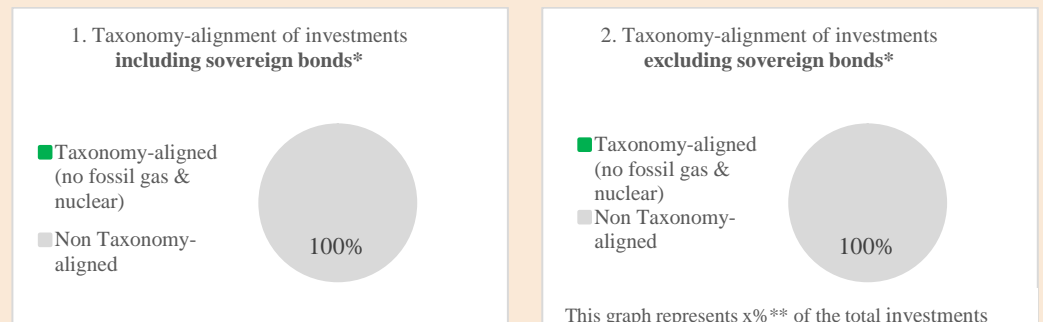 1. Taxonomy-alignment of investments
including sovereign bonds*
Taxonomy-aligned
(no fossil gas &
nuclear)
Non Taxonomy-
aligned
100%
2. Taxonomy-alignment of investments
excluding sovereign bonds*
Taxonomy-aligned
(no fossil gas &
nuclear)
Non Taxonomy-
aligned
100%
This graph represents x%** of the total investments